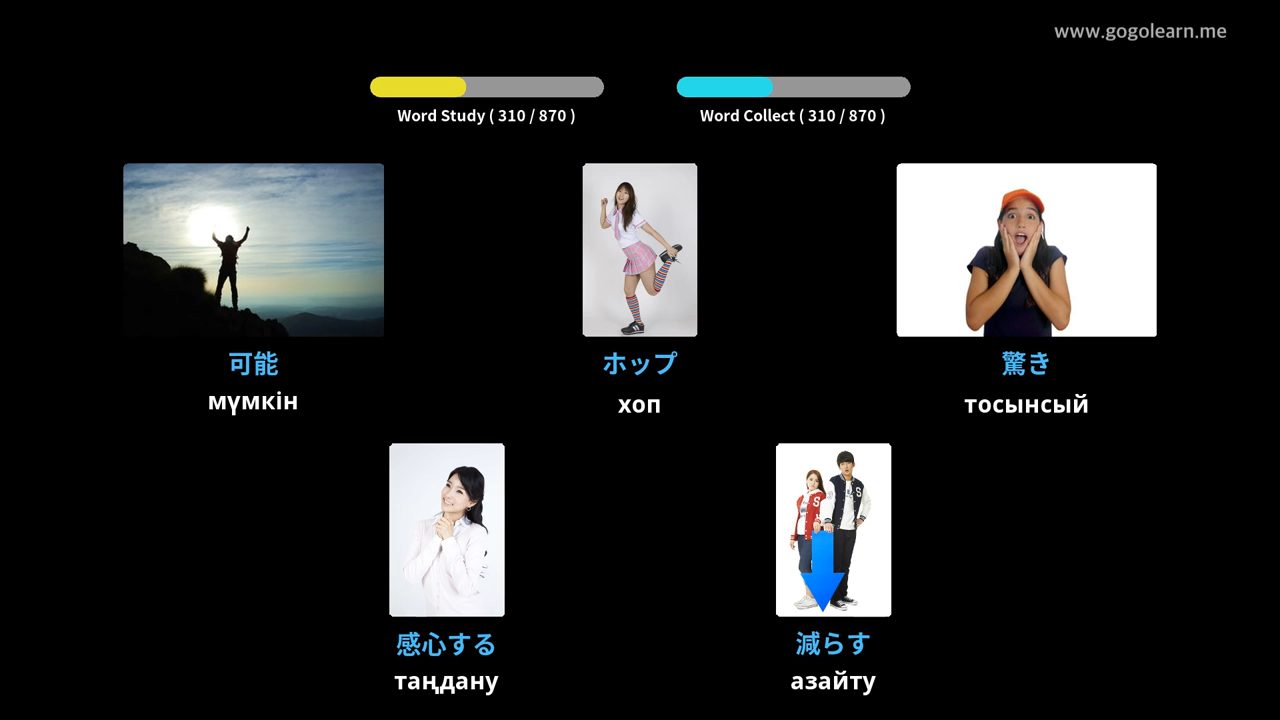 www.gogolearn.me
Word Study ( 310 / 870 )
Word Collect ( 310 / 870 )
可能
ホップ
驚き
мүмкін
хоп
тосынсый
感心する
減らす
таңдану
азайту